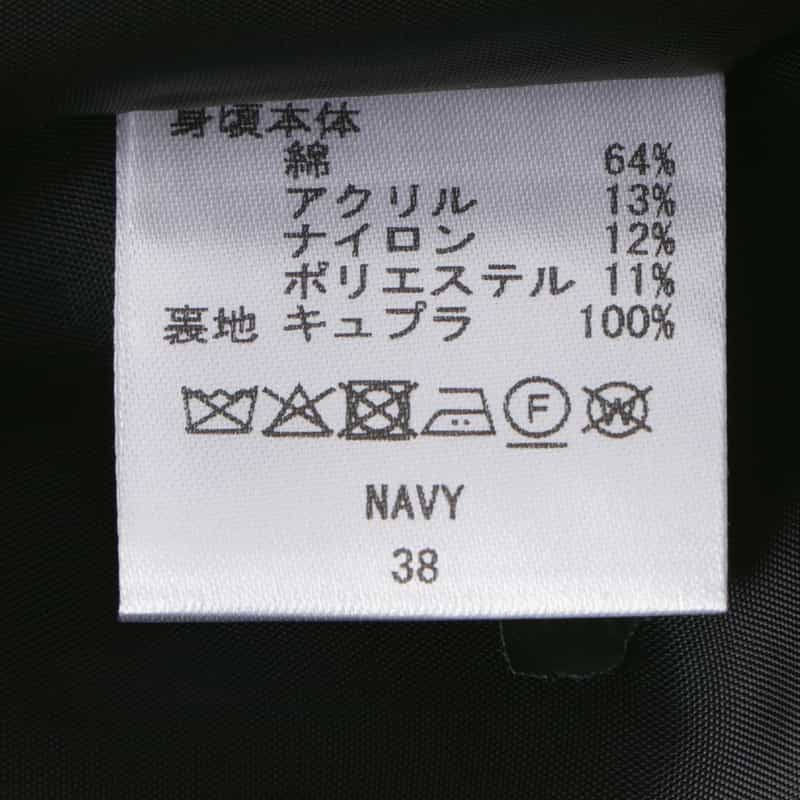 身頃本体
綿 64%
アクリル 13%
ナイロン 12%
ポリエステル 11%
裏地 キュプラ 100%
F W
NAVY
38